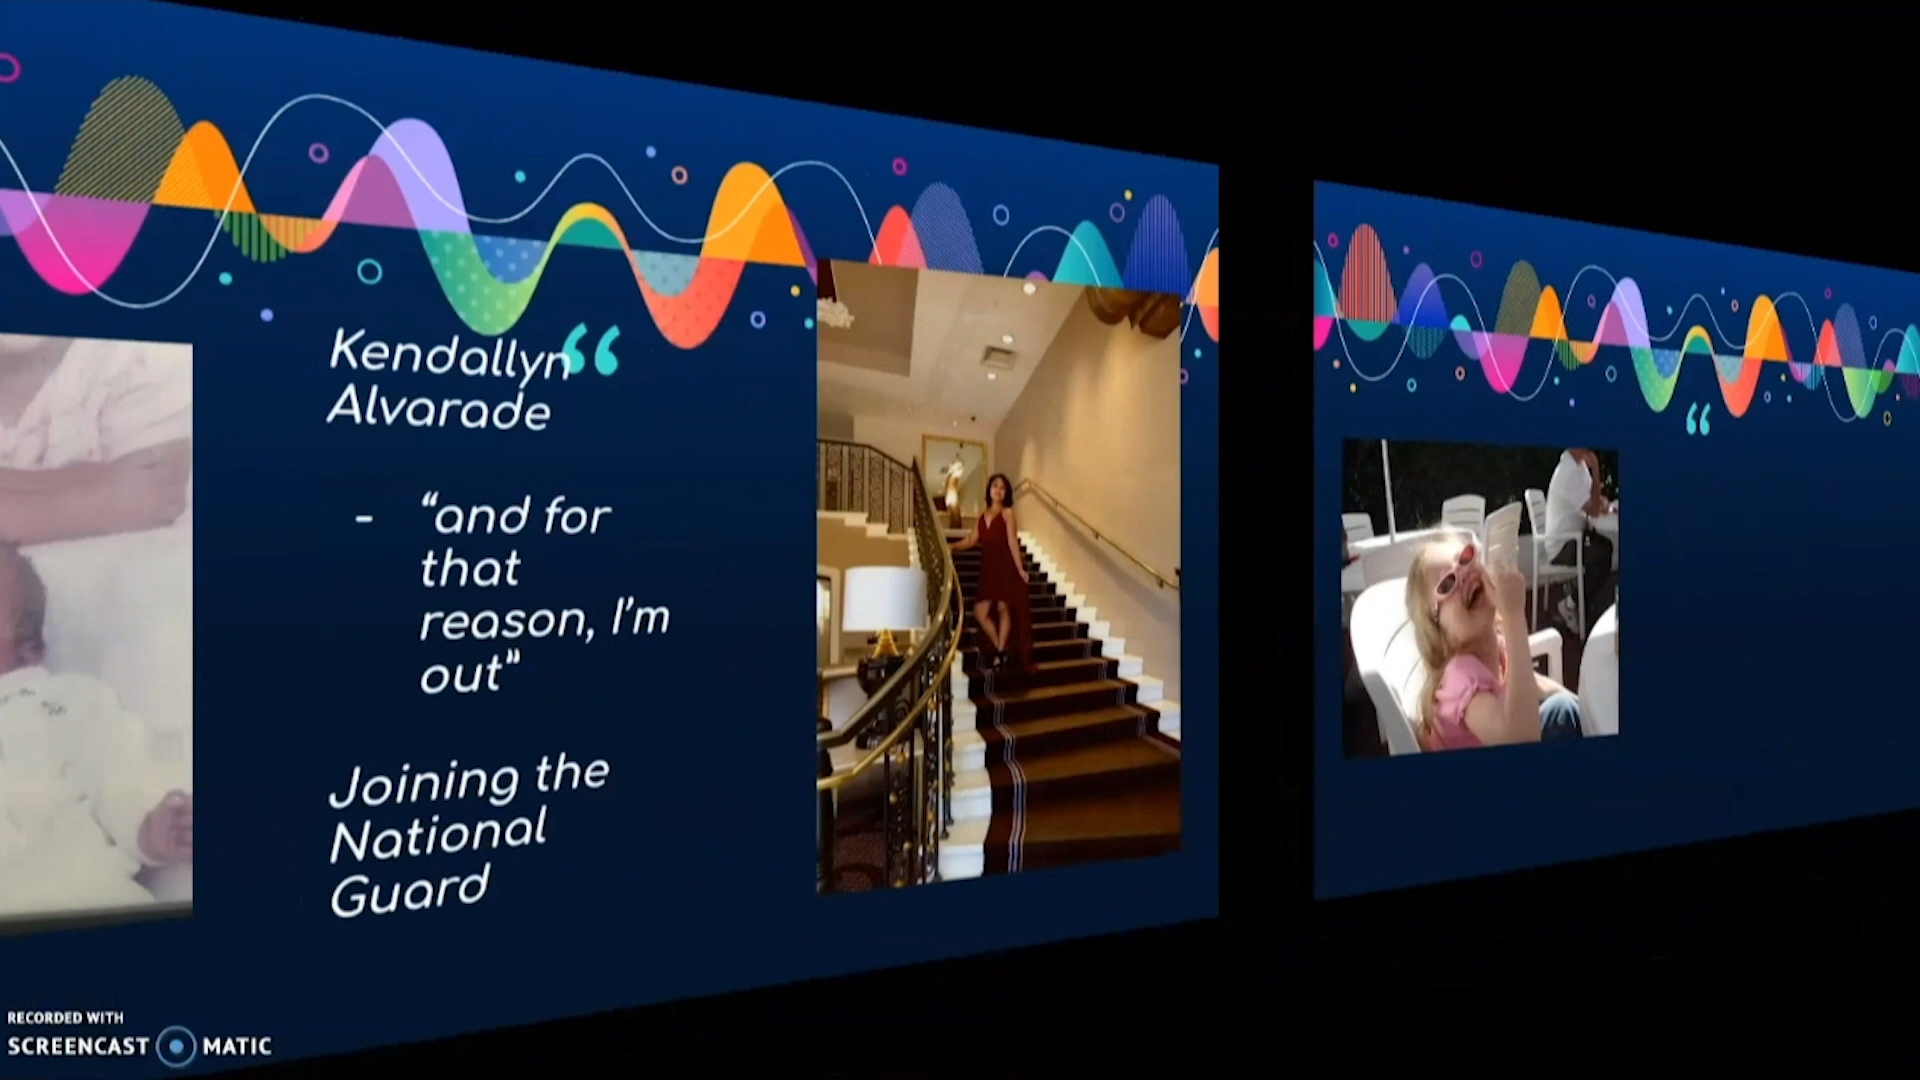 “
Kendallyn
Alvarade
- “and for
that
reason, I'm
out”
Joining the
National
Guard
“
RECORDED WITH
SCREENCAST MATIC